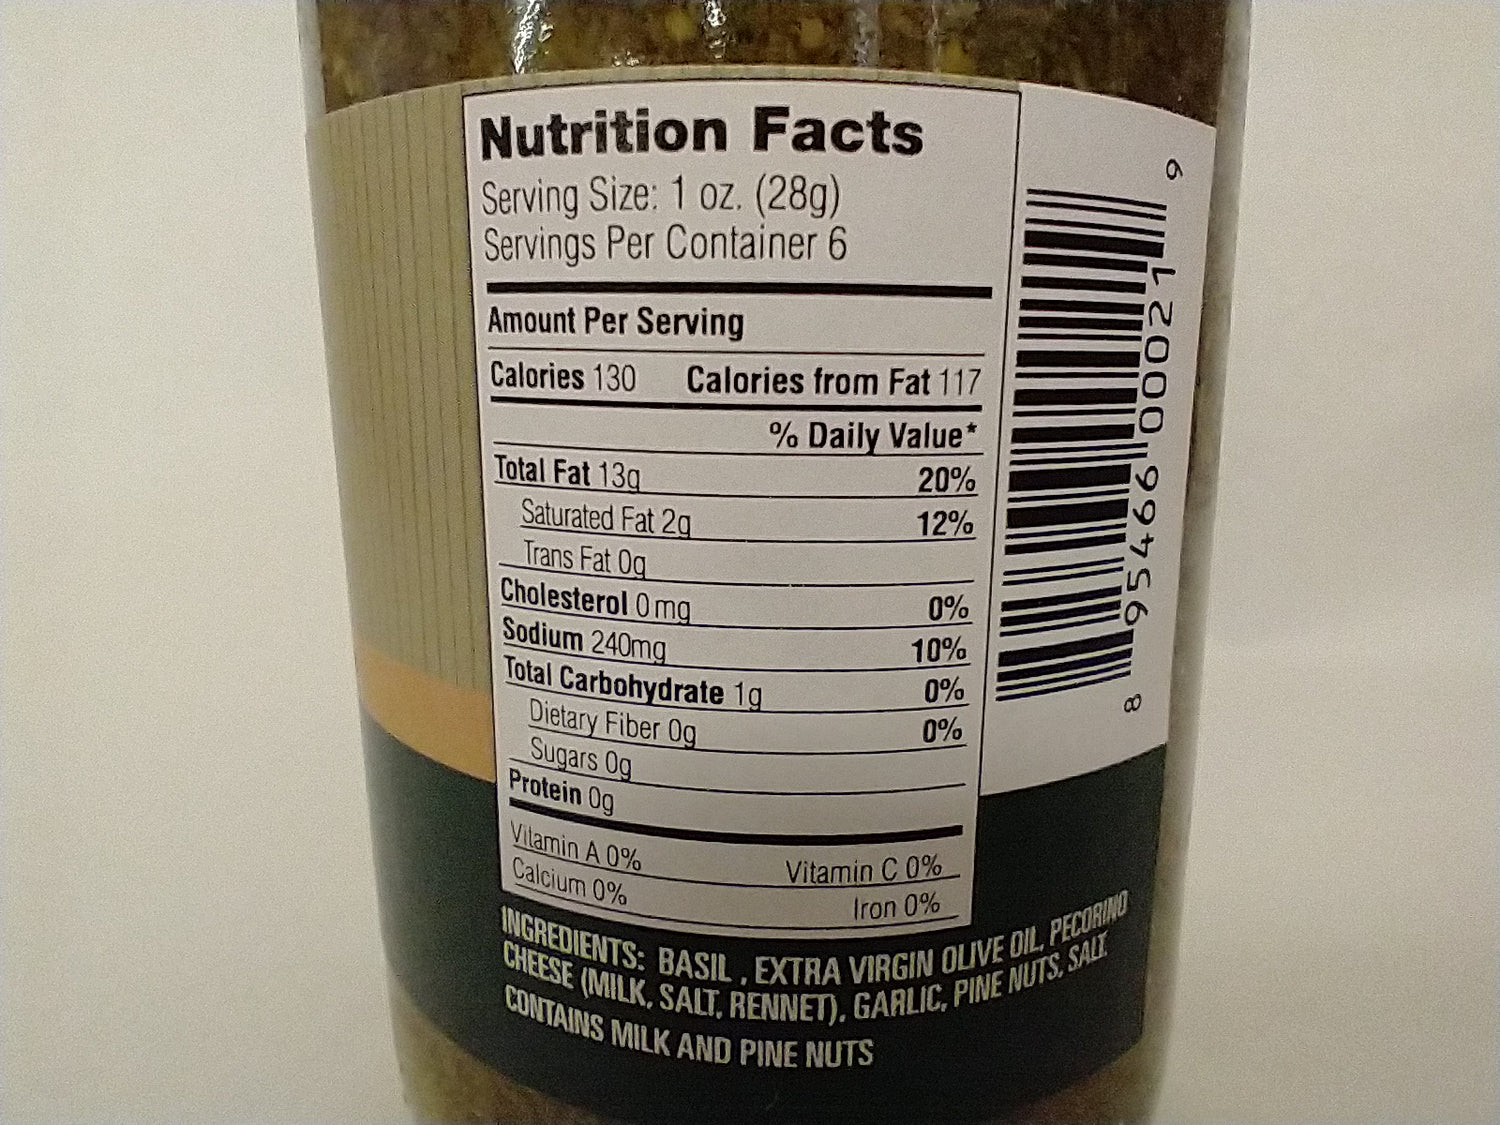 Nutrition Facts
Serving Size: 1 oz. (28g)
Servings Per Container 6
Amount Per Serving
Calories 130 Calories from Fat 117
% Daily Value*
Total Fat 13g 20%
Saturated Fat 2g 12%
Trans Fat 0g
Cholesterol 0mg 0%
Sodium 240mg 10%
Total Carbohydrate 1g 0%
Dietary Fiber 0g 0%
Sugars 0g
Protein 0g
Vitamin A 0% Vitamin C 0%
Calcium 0% Iron 0%
INGREDIENTS: BASIL, EXTRA VIRGIN OLIVE OIL, PECORINO
CHEESE (MILK, SALT, RENNET), GARLIC, PINE NUTS, SALT.
CONTAINS MILK AND PINE NUTS
8 95466 00021 9